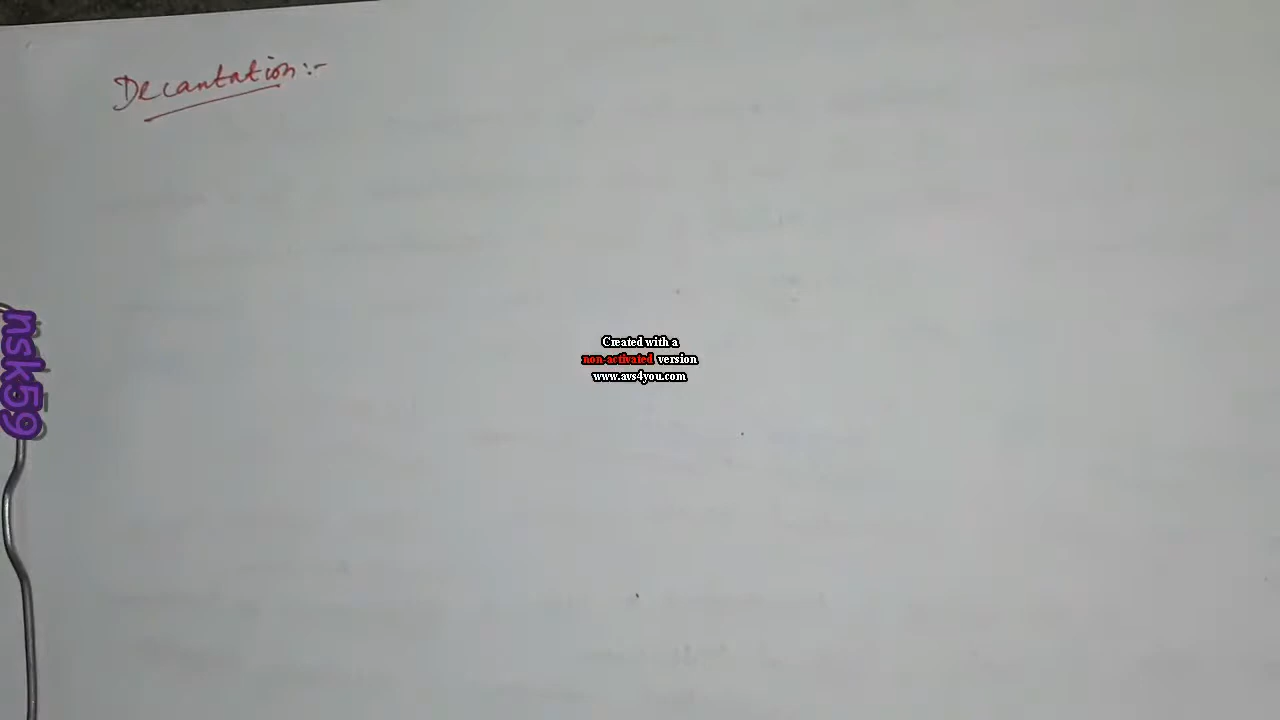 Decantation:-
nsk59
Created with a
non-activated version
www.avs4you.com